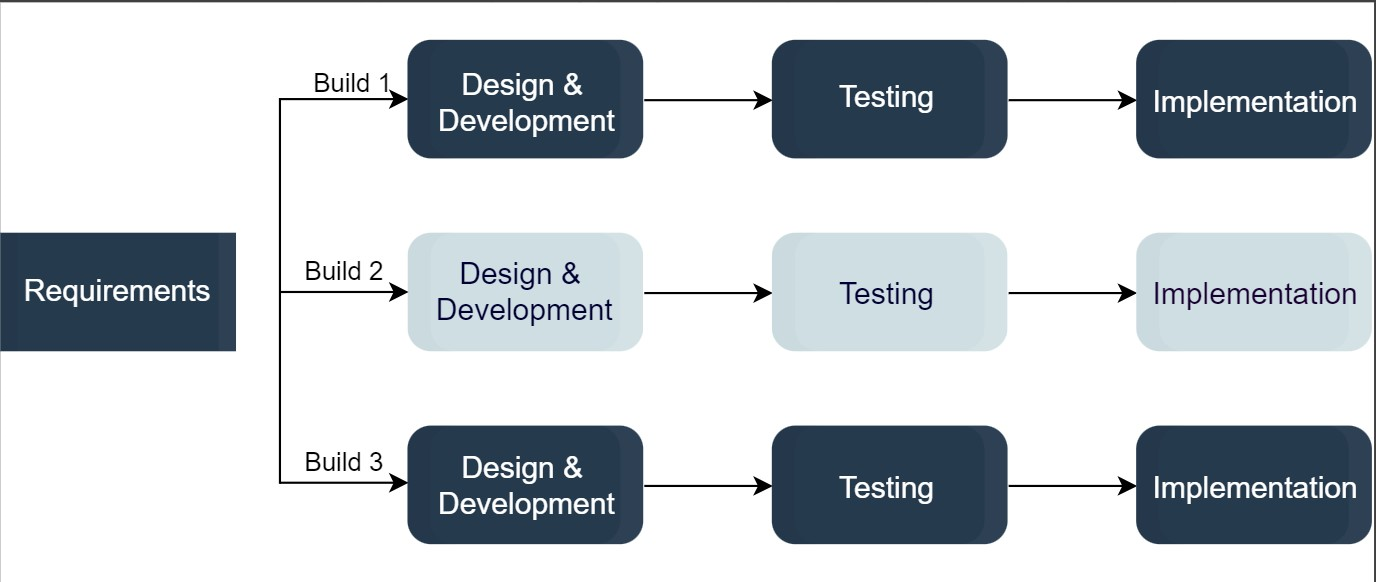 Build 1
Design &
Development
Testing
Implementation
Requirements
Build 2
Design &
Development
Testing
Implementation
Build 3
Design &
Development
Testing
Implementation